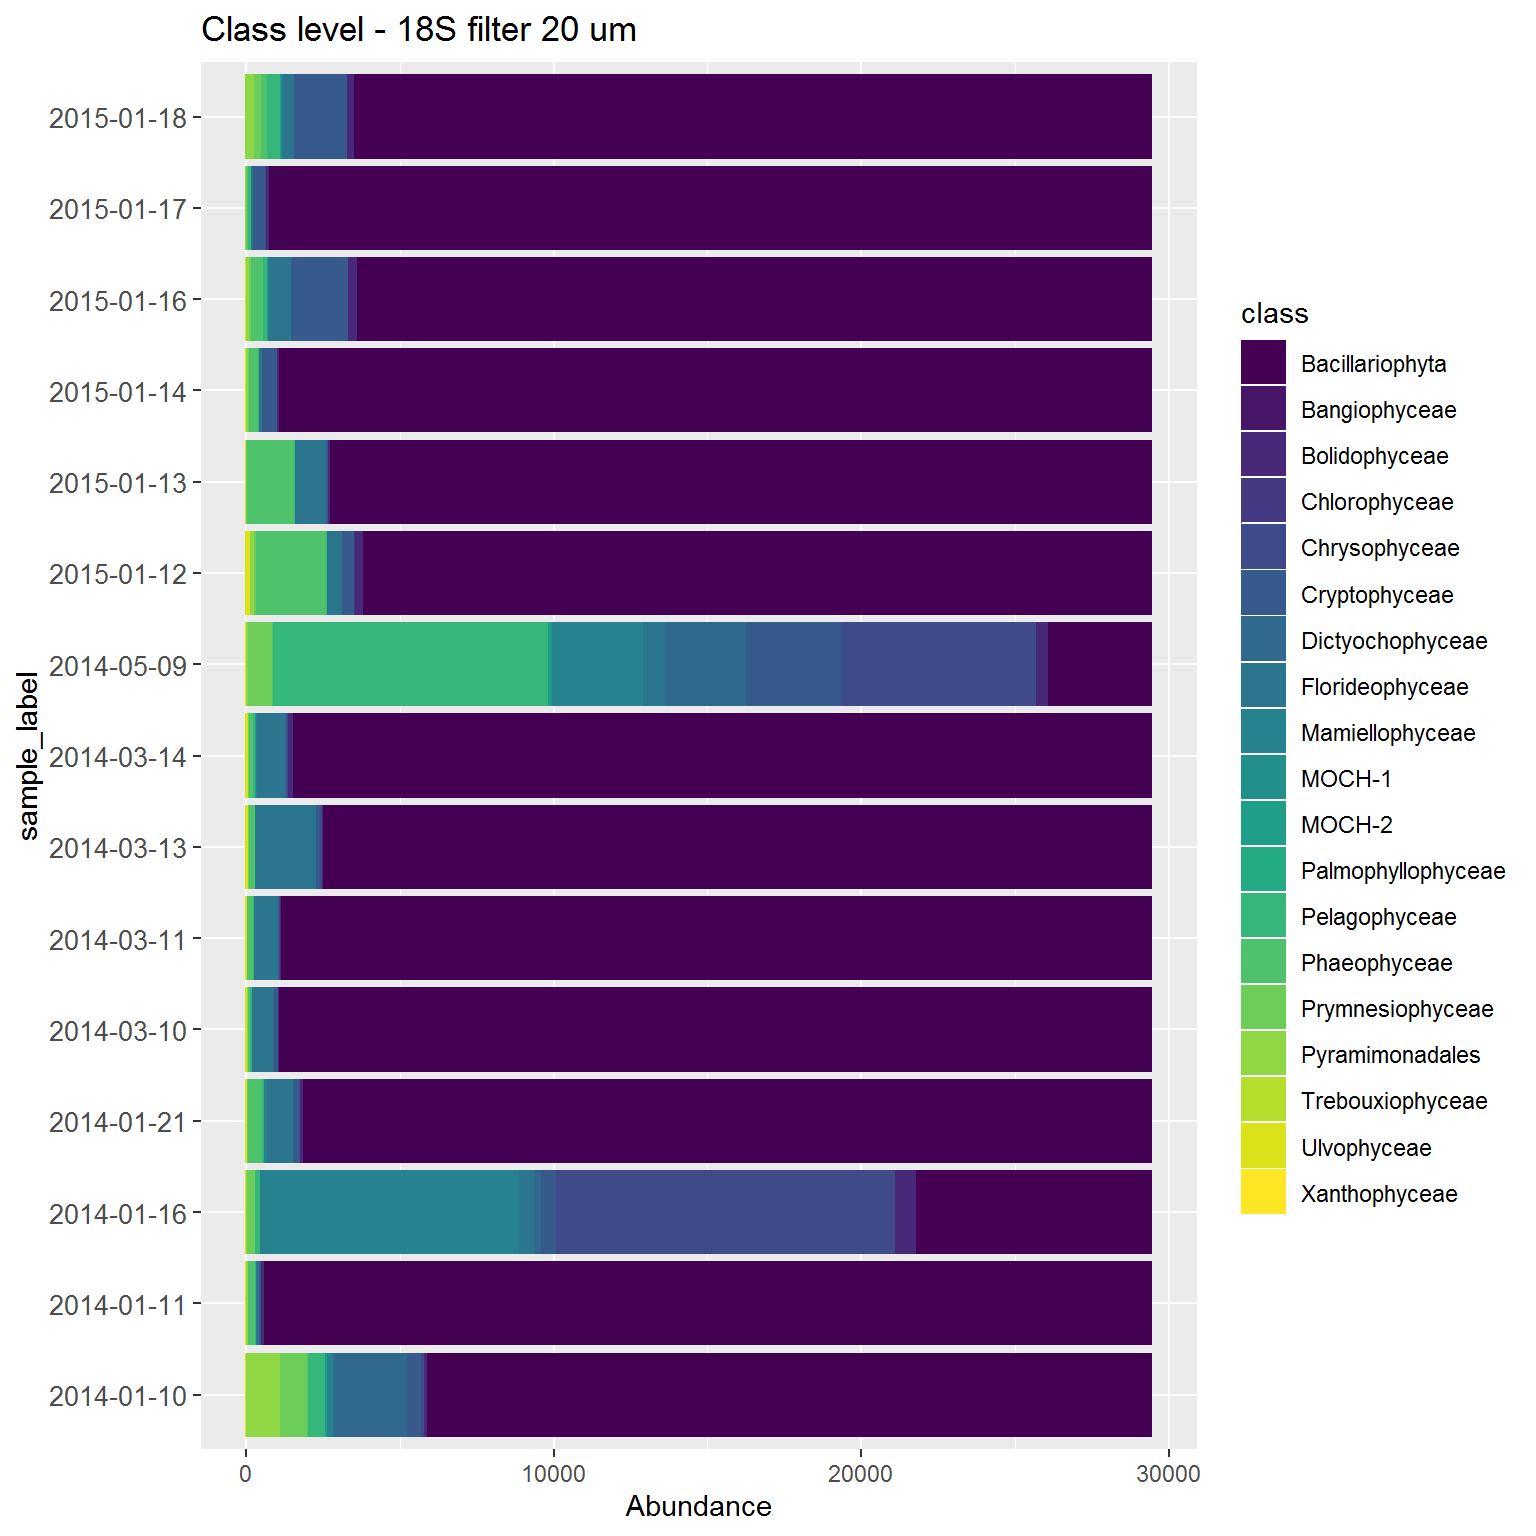 Class level - 18S filter 20 um
2015-01-18
2015-01-17
2015-01-16
2015-01-14
2015-01-13
2015-01-12
2014-05-09
2014-03-14
2014-03-13
2014-03-11
2014-03-10
2014-01-21
2014-01-16
2014-01-11
2014-01-10
sample_label
0 10000 20000 30000
Abundance
class
Bacillariophyta
Bangiophyceae
Bolidophyceae
Chlorophyceae
Chrysophyceae
Cryptophyceae
Dictyochophyceae
Florideophyceae
Mamiellophyceae
MOCH-1
MOCH-2
Palmophyllophyceae
Pelagophyceae
Phaeophyceae
Prymnesiophyceae
Pyramimonadales
Trebouxiophyceae
Ulvophyceae
Xanthophyceae